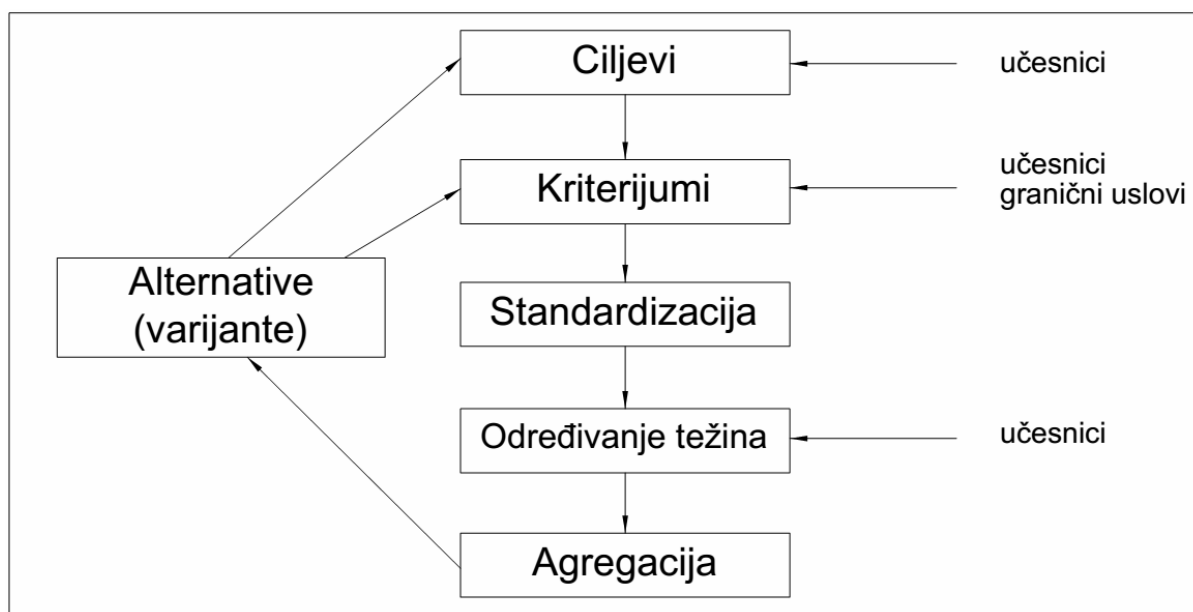 Ciljevi
učesnici
Kriterijumi
učesnici
granični uslovi
Alternative
(varijante)
Standardizacija
Određivanje težina
učesnici
Agregacija